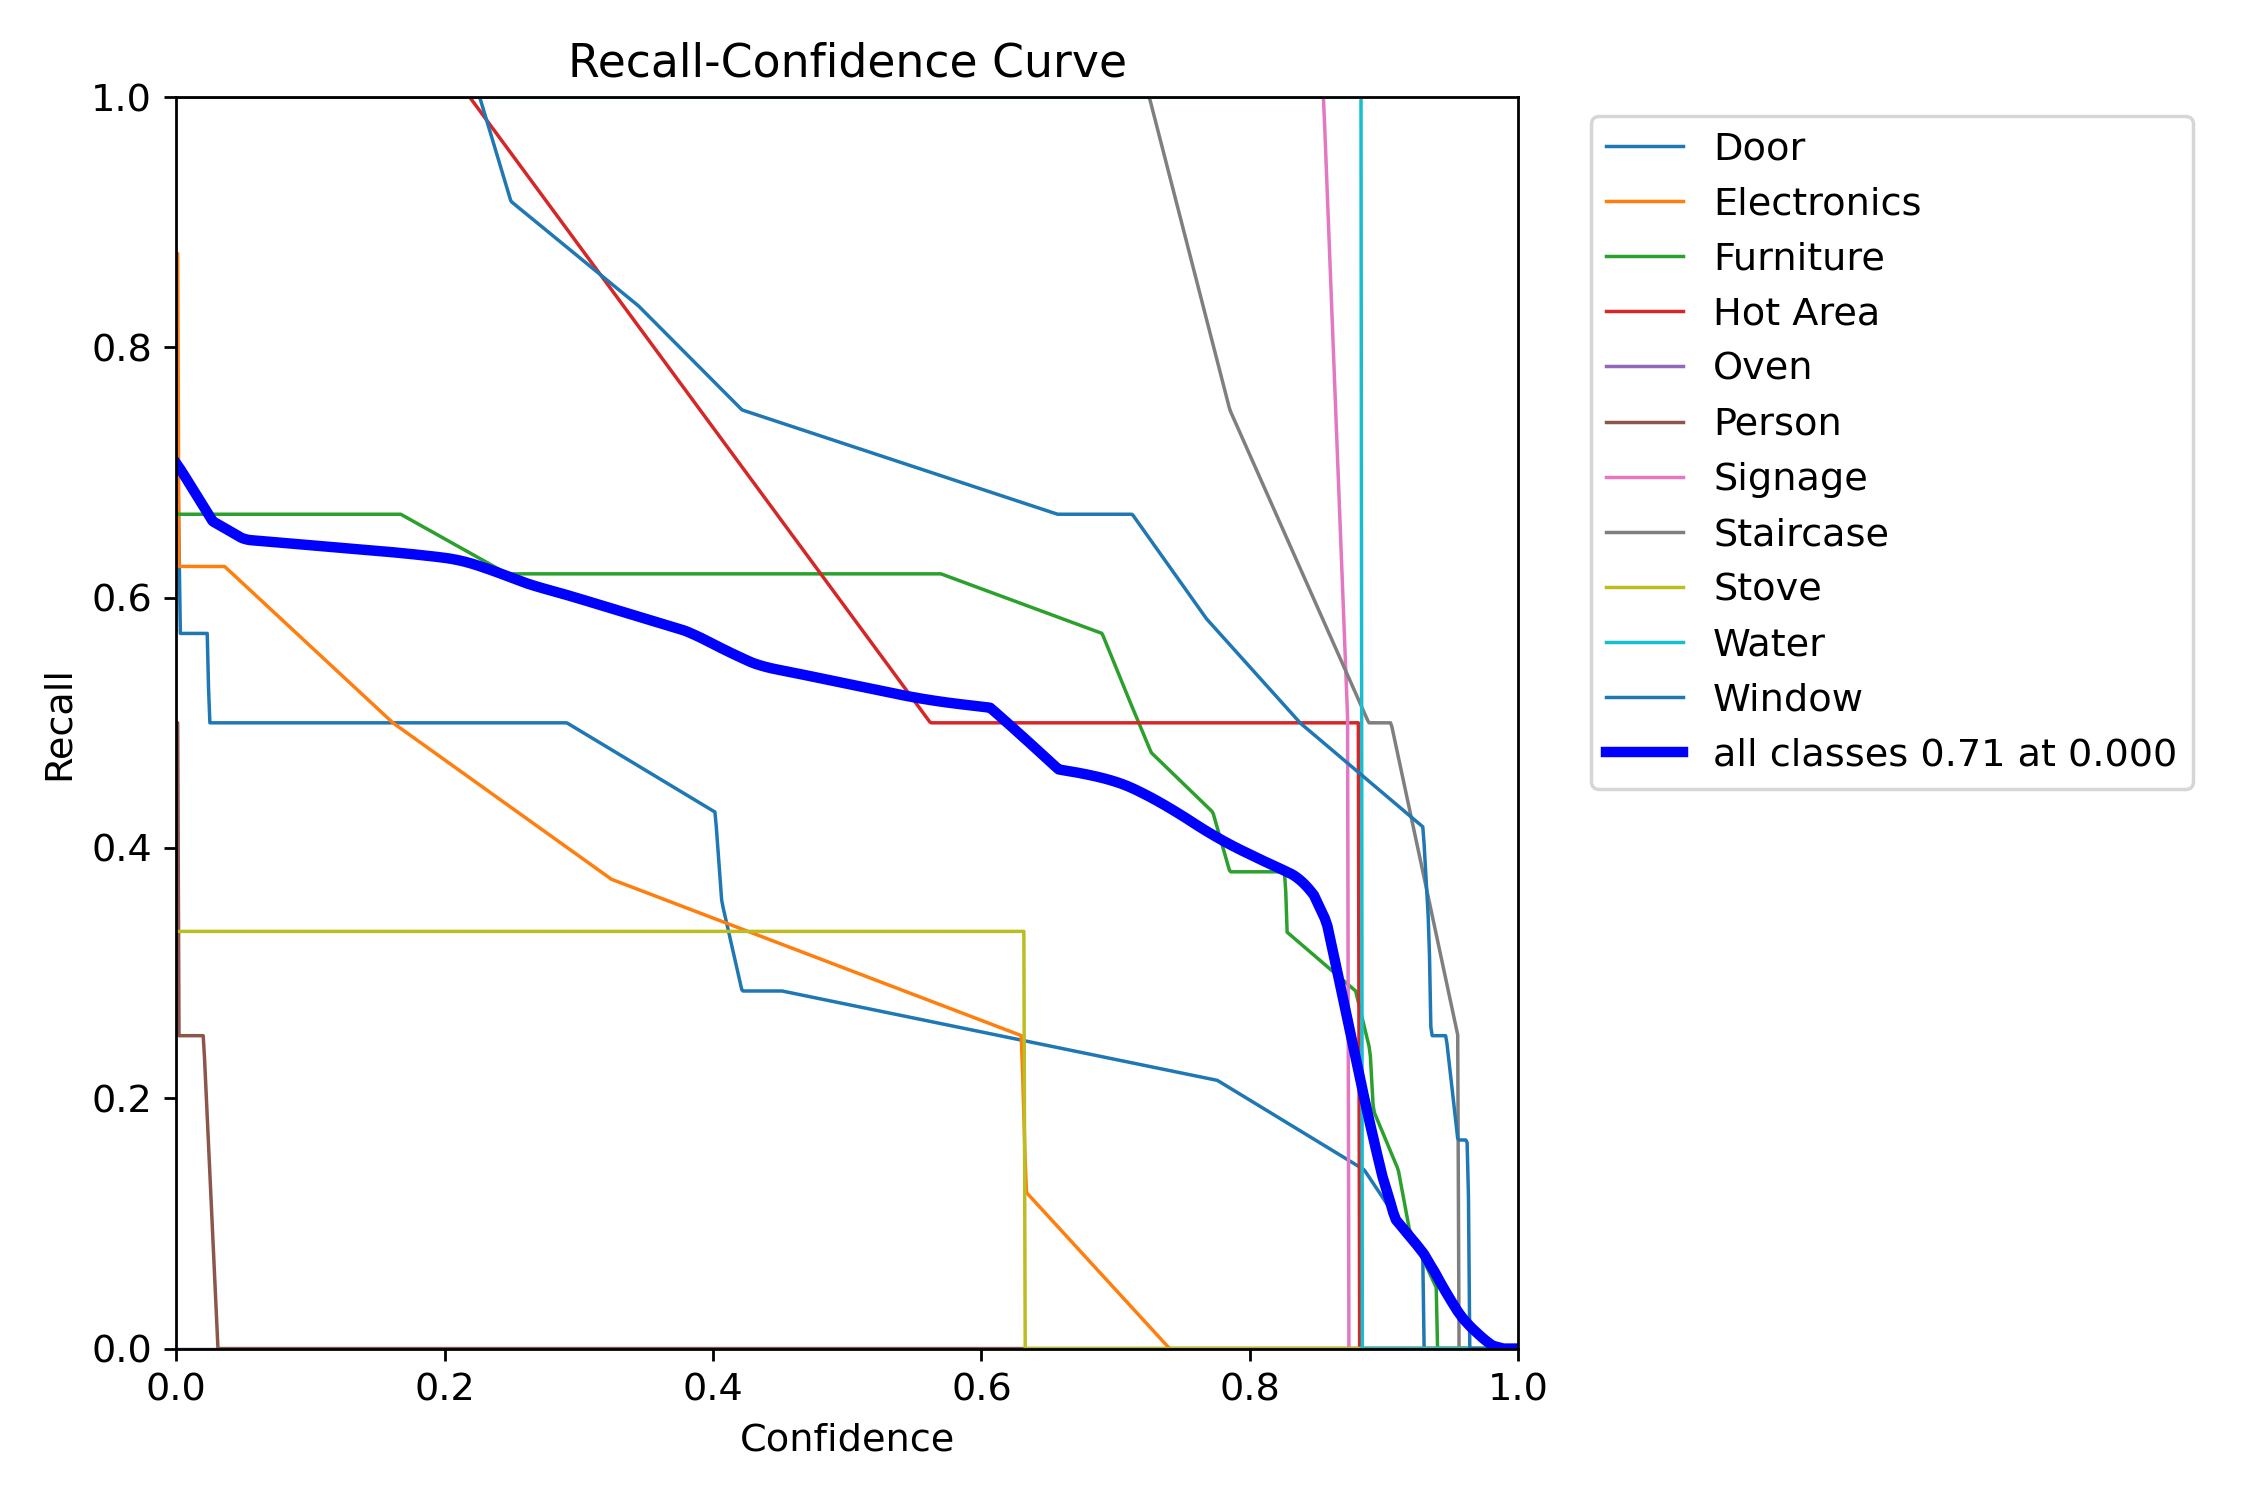 Recall-Confidence Curve
1.0
0.8
0.6
0.4
0.2
0.0
Recall
0.0 0.2 0.4 0.6 0.8 1.0
Confidence
Door
Electronics
Furniture
Hot Area
Oven
Person
Signage
Staircase
Stove
Water
Window
all classes 0.71 at 0.000